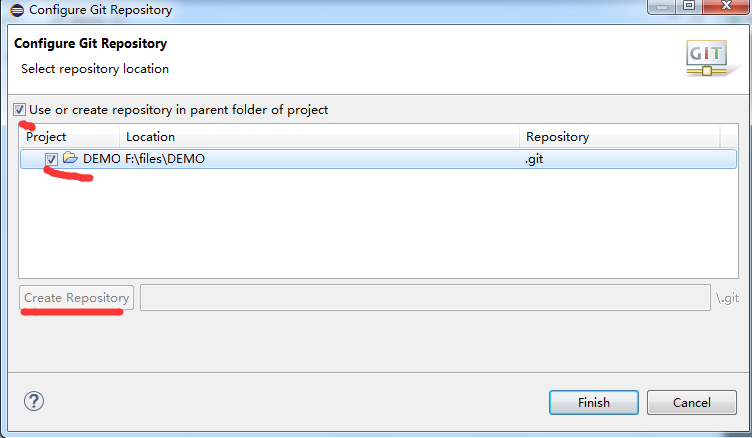 Configure Git Repository
Configure Git Repository
Select repository location
GIT
Use or create repository in parent folder of project
Project Location Repository
DEMO F:\files\DEMO .git
Create Repository \.git
?
Finish Cancel